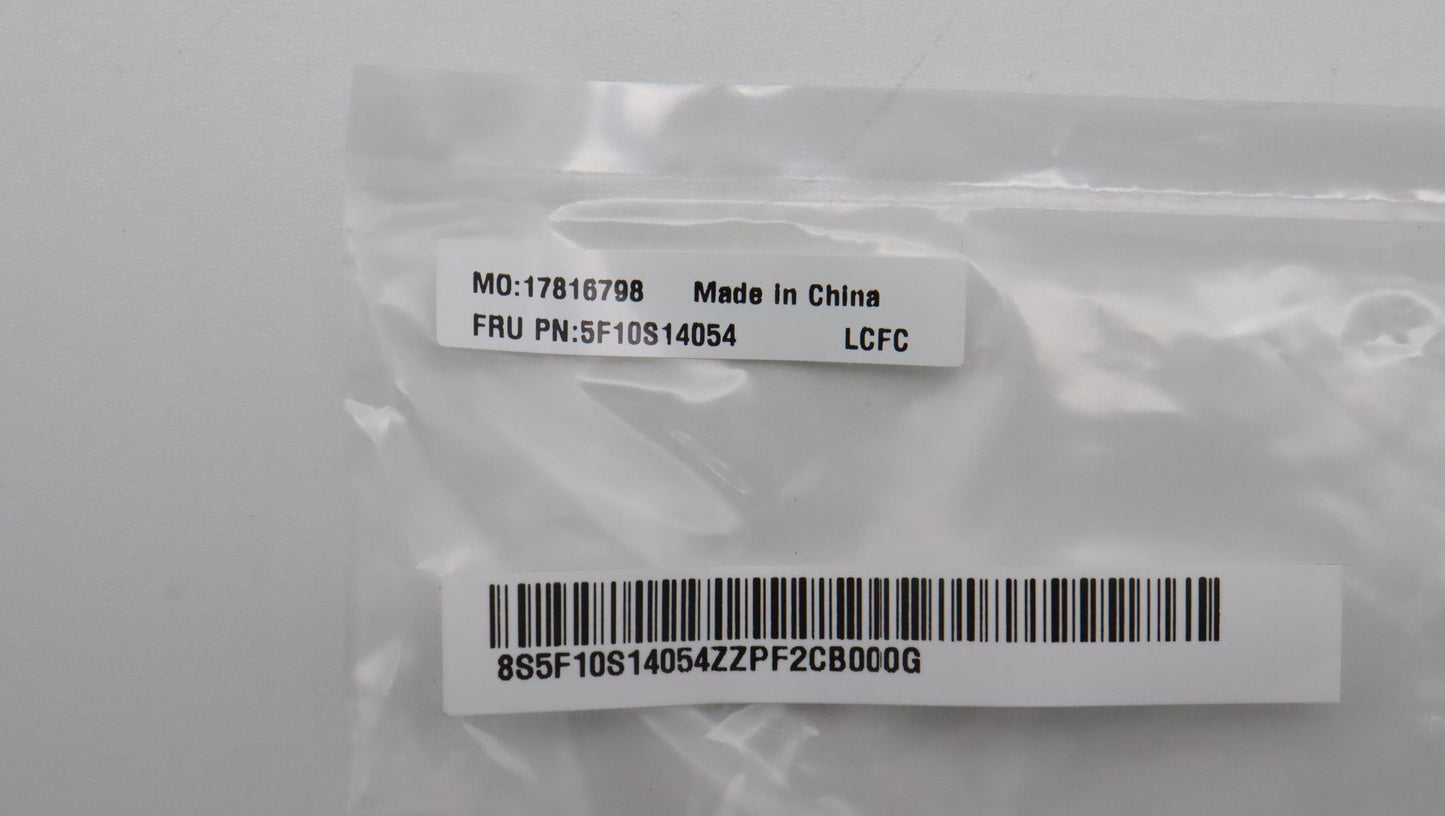 MO:17816798 Made in China
FRU PN:5F10S14054 LCFC
8S5F10S14054ZZPF2CB000G